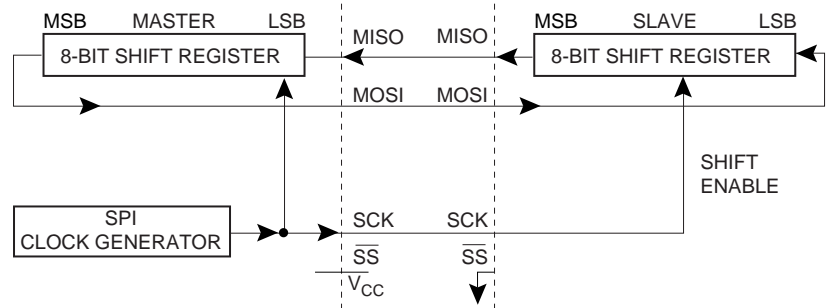 MSB MASTER LSB
8-BIT SHIFT REGISTER
MISO MISO
MSB SLAVE LSB
8-BIT SHIFT REGISTER
MOSI MOSI
SHIFT
ENABLE
SPI
CLOCK GENERATOR
SCK SCK
SS SS
VCC